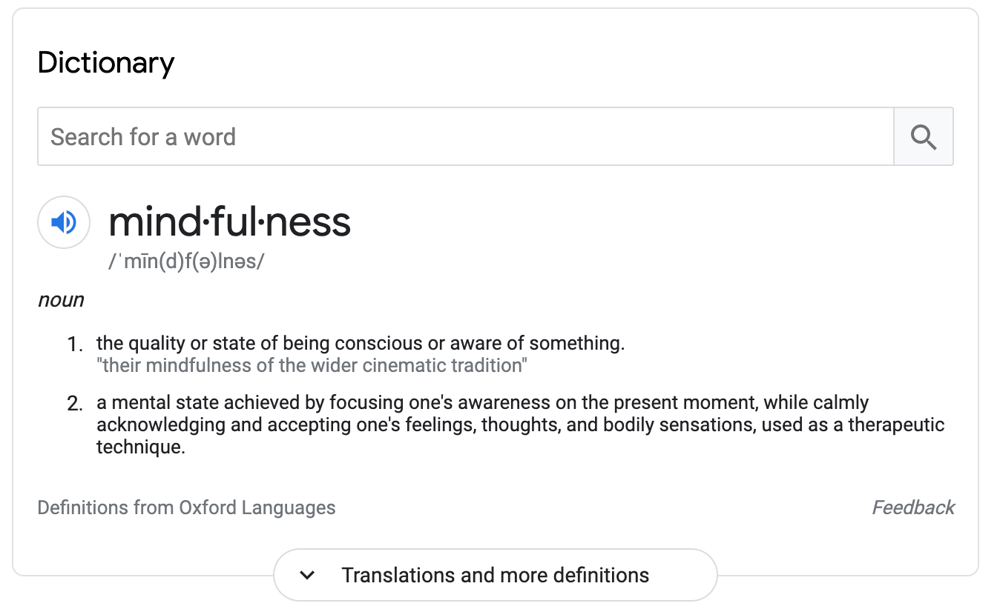 Dictionary
Search for a word
mind·ful·ness
/ˈmīn(d)f(ə)lnəs/
noun
1. the quality or state of being conscious or aware of something.
"their mindfulness of the wider cinematic tradition"
2. a mental state achieved by focusing one's awareness on the present moment, while calmly
acknowledging and accepting one's feelings, thoughts, and bodily sensations, used as a therapeutic
technique.
Definitions from Oxford Languages
Feedback
Translations and more definitions